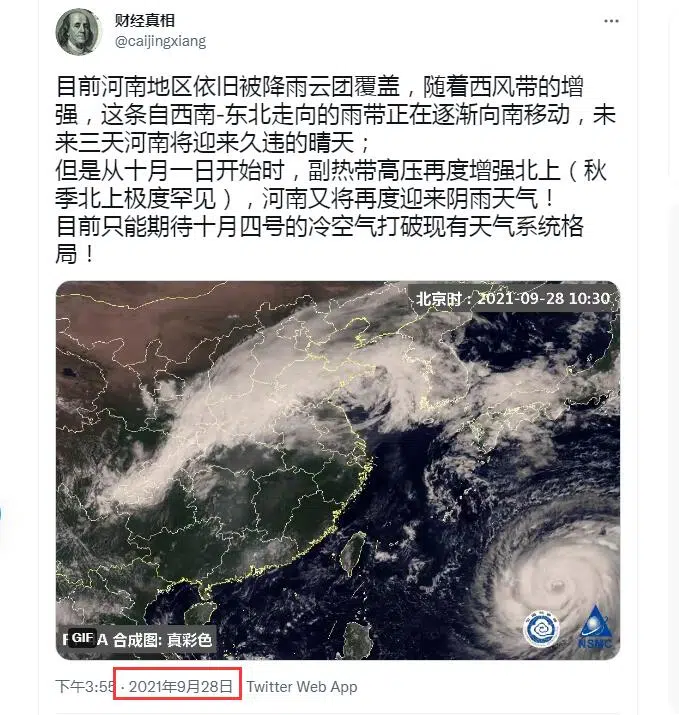 财经真相
@caijingxiang
目前河南地区依旧被降雨云团覆盖，随着西风带的增
强，这条自西南-东北走向的雨带正在逐渐向南移动，未
来三天河南将迎来久违的晴天；
但是从十月一日开始时，副热带高压再度增强北上（秋
季北上极度罕见），河南又将再度迎来阴雨天气！
目前只能期待十月四号的冷空气打破现有天气系统格
局！
北京时：2021-09-28 10:30
GIF A 合成图: 真彩色
NSMC
下午3:55 · 2021年9月28日 Twitter Web App